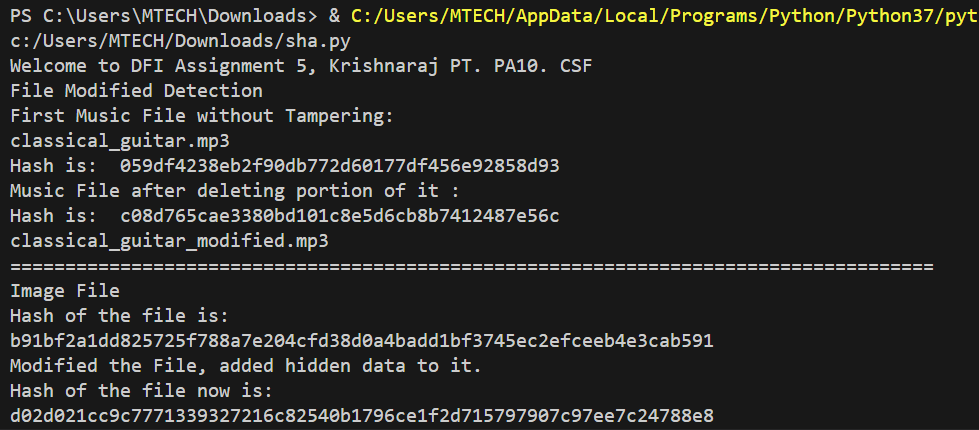 PS C:\Users\MTECH\Downloads> & C:/Users/MTECH/AppData/Local/Programs/Python/Python37/pyt
c:/Users/MTECH/Downloads/sha.py
Welcome to DFI Assignment 5, Krishnaraj PT. PA10. CSF
File Modified Detection
First Music File without Tampering:
classical_guitar.mp3
Hash is:  059df4238eb2f90db772d60177df456e92858d93
Music File after deleting portion of it :
Hash is:  c08d765cae3380bd101c8e5d6cb8b7412487e56c
classical_guitar_modified.mp3
====================================================================================
Image File
Hash of the file is:
b91bf2a1dd825725f788a7e204cfd38d0a4badd1bf3745ec2efceeb4e3cab591
Modified the File, added hidden data to it.
Hash of the file now is:
d02d021cc9c7771339327216c82540b1796ce1f2d715797907c97ee7c24788e8